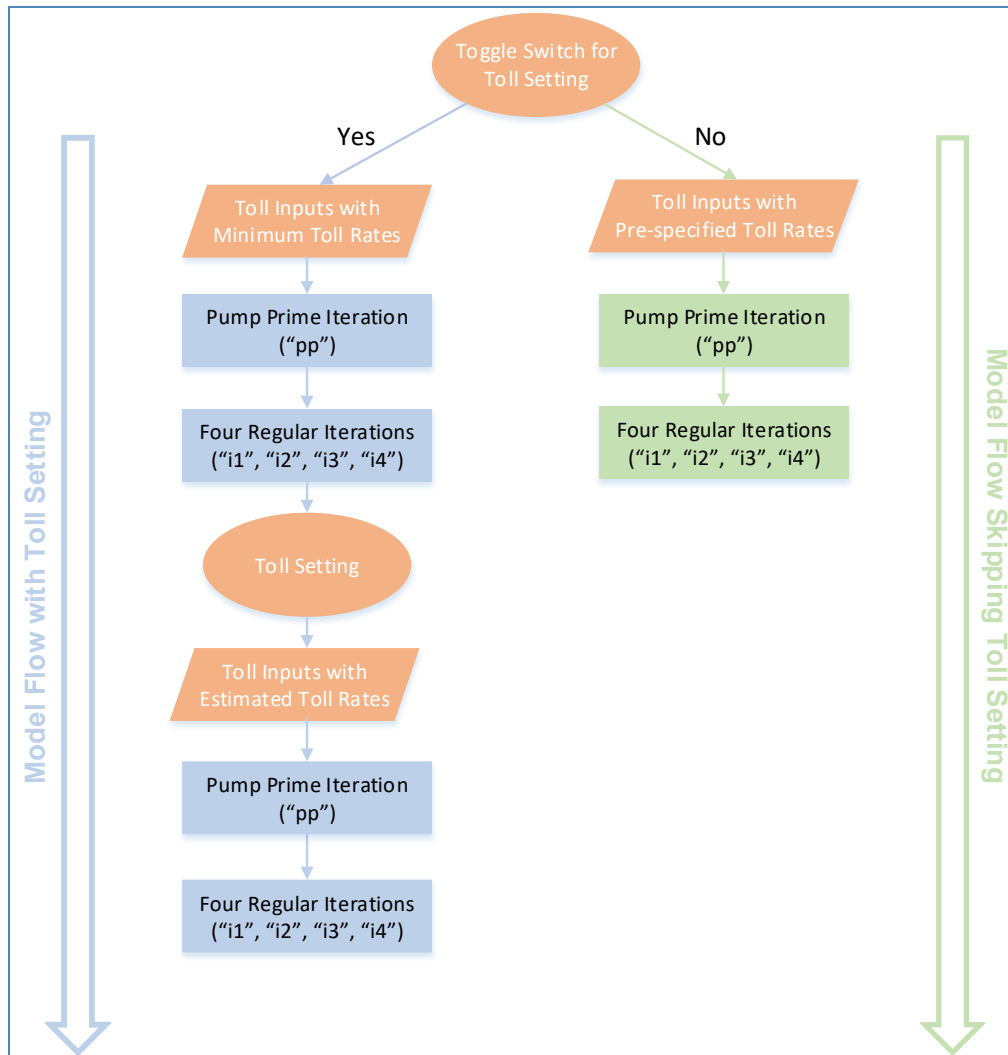 Toggle Switch for
Toll Setting
Yes
No
Toll Inputs with
Minimum Toll Rates
Toll Inputs with
Pre-specified Toll Rates
Pump Prime Iteration
(“pp”)
Pump Prime Iteration
(“pp”)
Four Regular Iterations
(“i1”, “i2”, “i3”, “i4”)
Four Regular Iterations
(“i1”, “i2”, “i3”, “i4”)
Toll Setting
Toll Inputs with
Estimated Toll Rates
Pump Prime Iteration
(“pp”)
Four Regular Iterations
(“i1”, “i2”, “i3”, “i4”)
Model Flow with Toll Setting
Model Flow Skipping Toll Setting